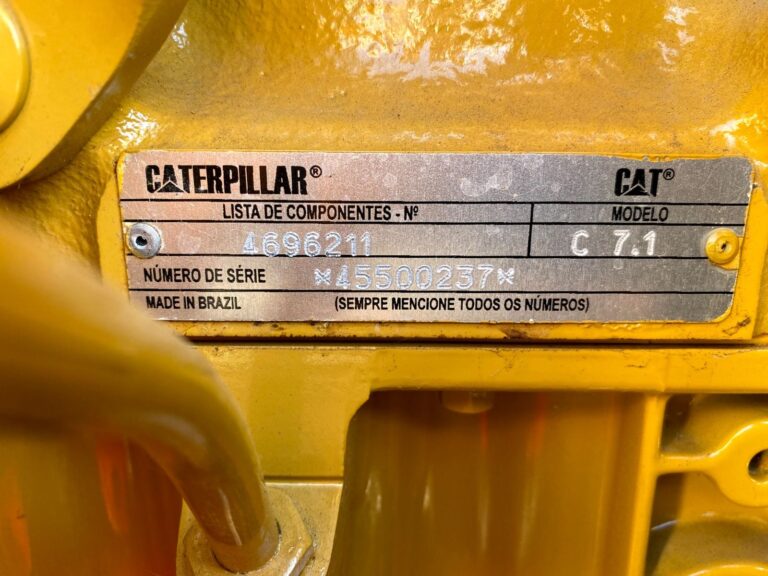 CATERPILLAR® CAT®
LISTA DE COMPONENTES - Nº MODELO
4696211 C 7.1
NÚMERO DE SÉRIE *45500237*
MADE IN BRAZIL (SEMPRE MENCIONE TODOS OS NÚMEROS)